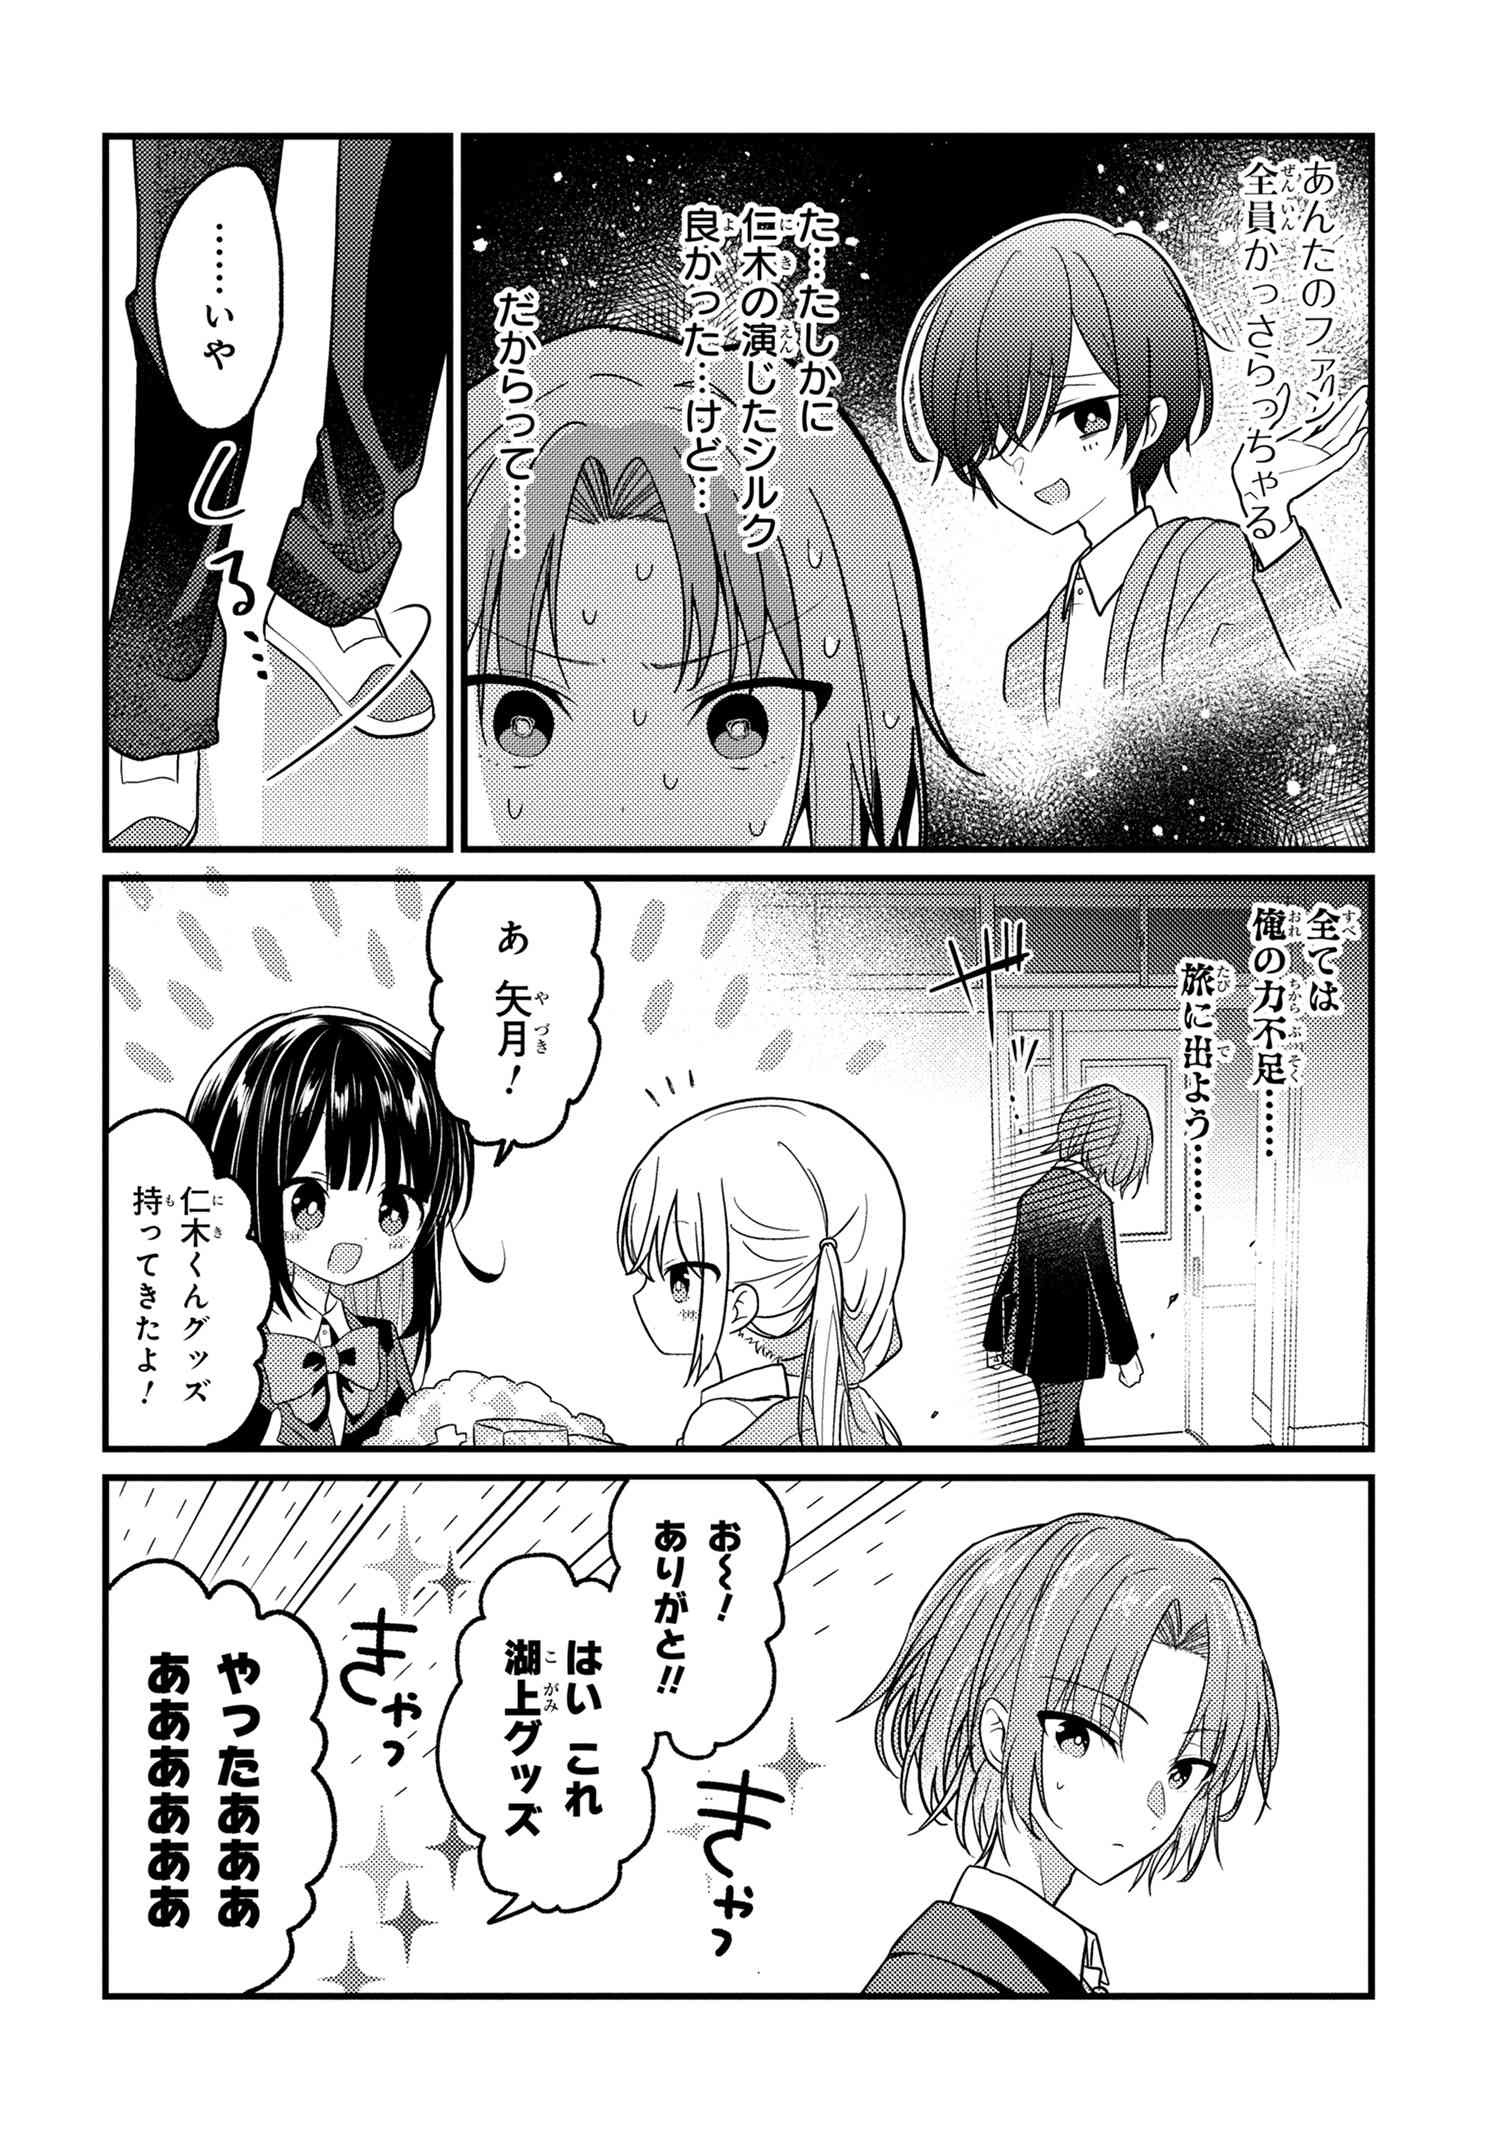 あんたのファン
全員かっさらっちゃる
た…たしかに
仁木の演じたシルク
良かった…けど…
だからって……
………いや
くる…
全ては
俺の力不足……
旅に出よう……
あ 矢月!
仁木くんグッズ
持ってきたよ!
お〜!
ありがと!!
はい これ
湖上グッズ
きゃっ
きゃっ
やったあああ
ああああああ